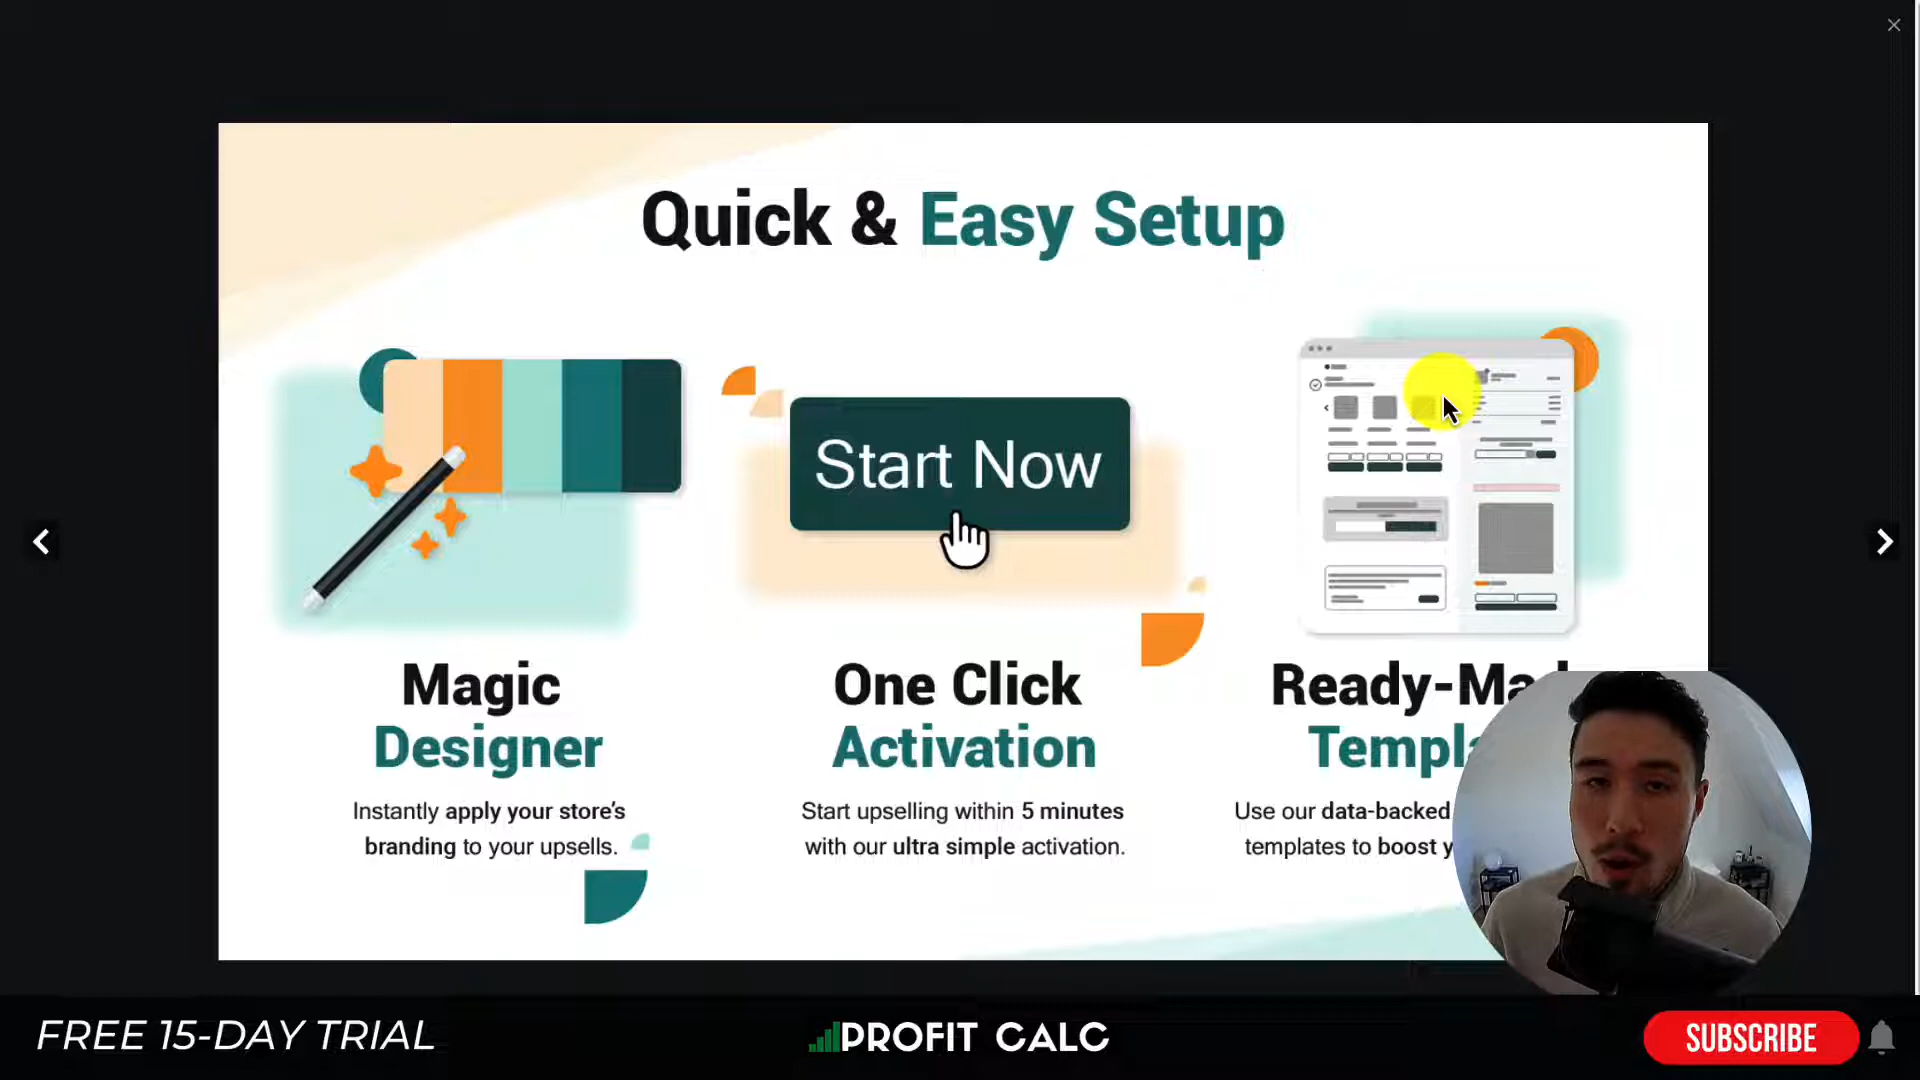 Quick & Easy Setup
Start Now
Magic
Designer
Instantly apply your store's
branding to your upsells.
One Click
Activation
Start upselling within 5 minutes
with our ultra simple activation.
Use our data-backed
templates to boost
FREE 15-DAY TRIAL
PROFIT CALC
SUBSCRIBE